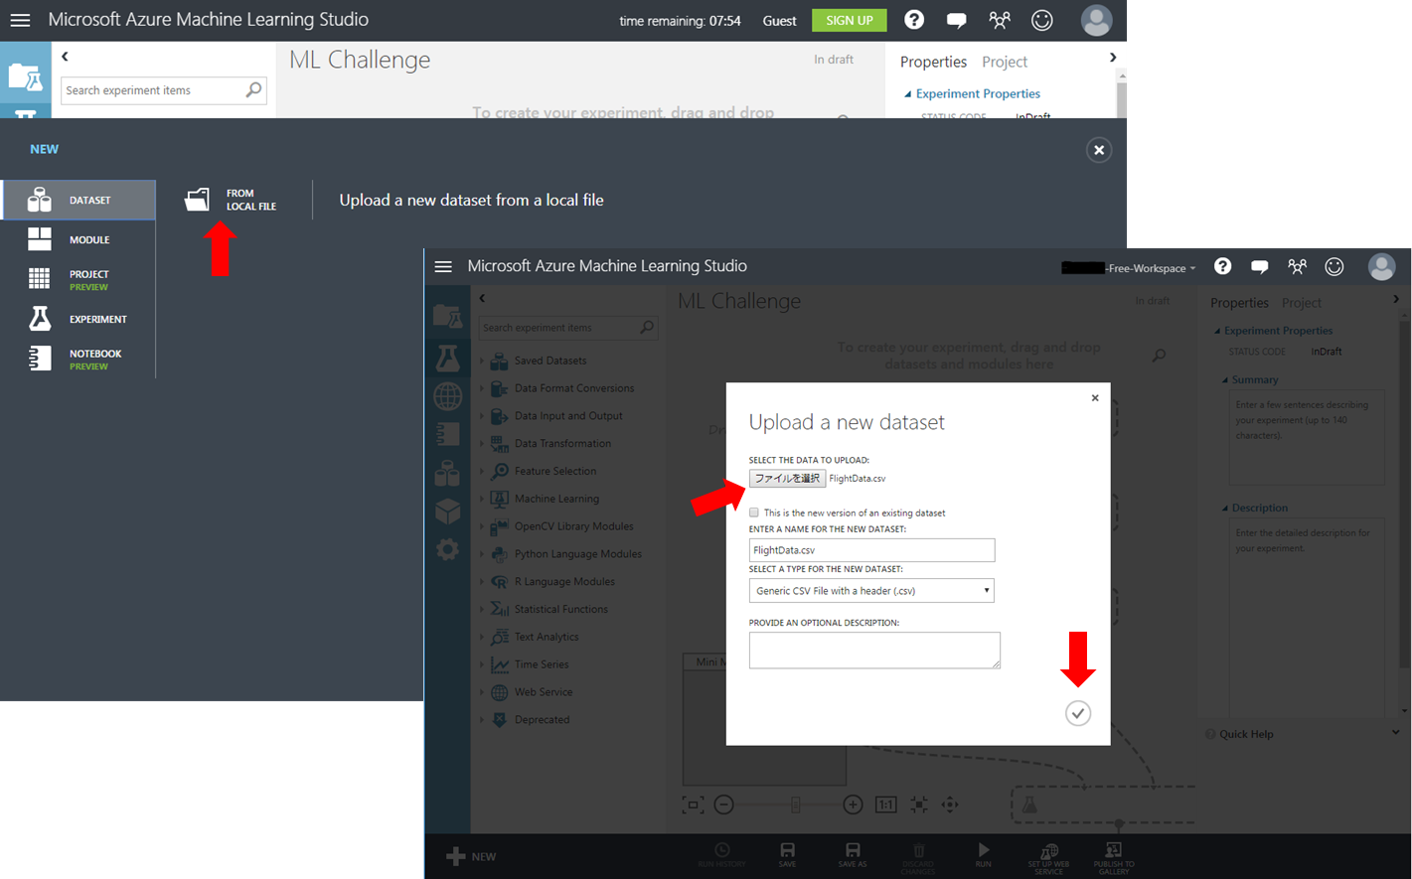 Microsoft Azure Machine Learning Studio
time remaining: 07:54
Guest
SIGN UP
Search experiment items
ML Challenge
In draft
To create your experiment, drag and drop
Properties
Project
Experiment Properties
STATUS CODE
InDraft
NEW
DATASET
MODULE
PROJECT
PREVIEW
EXPERIMENT
NOTEBOOK
PREVIEW
FROM
LOCAL FILE
Upload a new dataset from a local file
Microsoft Azure Machine Learning Studio
-Free-Workspace
Search experiment items
Saved Datasets
Data Format Conversions
Data Input and Output
Data Transformation
Feature Selection
Machine Learning
OpenCV Library Modules
Python Language Modules
R Language Modules
Statistical Functions
Text Analytics
Time Series
Web Service
Deprecated
ML Challenge
In draft
To create your experiment, drag and drop
datasets and modules here
Mini M
Upload a new dataset
SELECT THE DATA TO UPLOAD:
ファイルを選択 FlightData.csv
This is the new version of an existing dataset
ENTER A NAME FOR THE NEW DATASET:
FlightData.csv
SELECT A TYPE FOR THE NEW DATASET:
Generic CSV File with a header (.csv)
PROVIDE AN OPTIONAL DESCRIPTION:
1:1
Properties
Project
Experiment Properties
STATUS CODE
InDraft
Summary
Enter a few sentences describing
your experiment (up to 140
characters).
Description
Enter the detailed description for
your experiment.
Quick Help
NEW
RUN HISTORY
SAVE
SAVE AS
DISCARD
CHANGES
RUN
SET UP WEB
SERVICE
PUBLISH TO
GALLERY